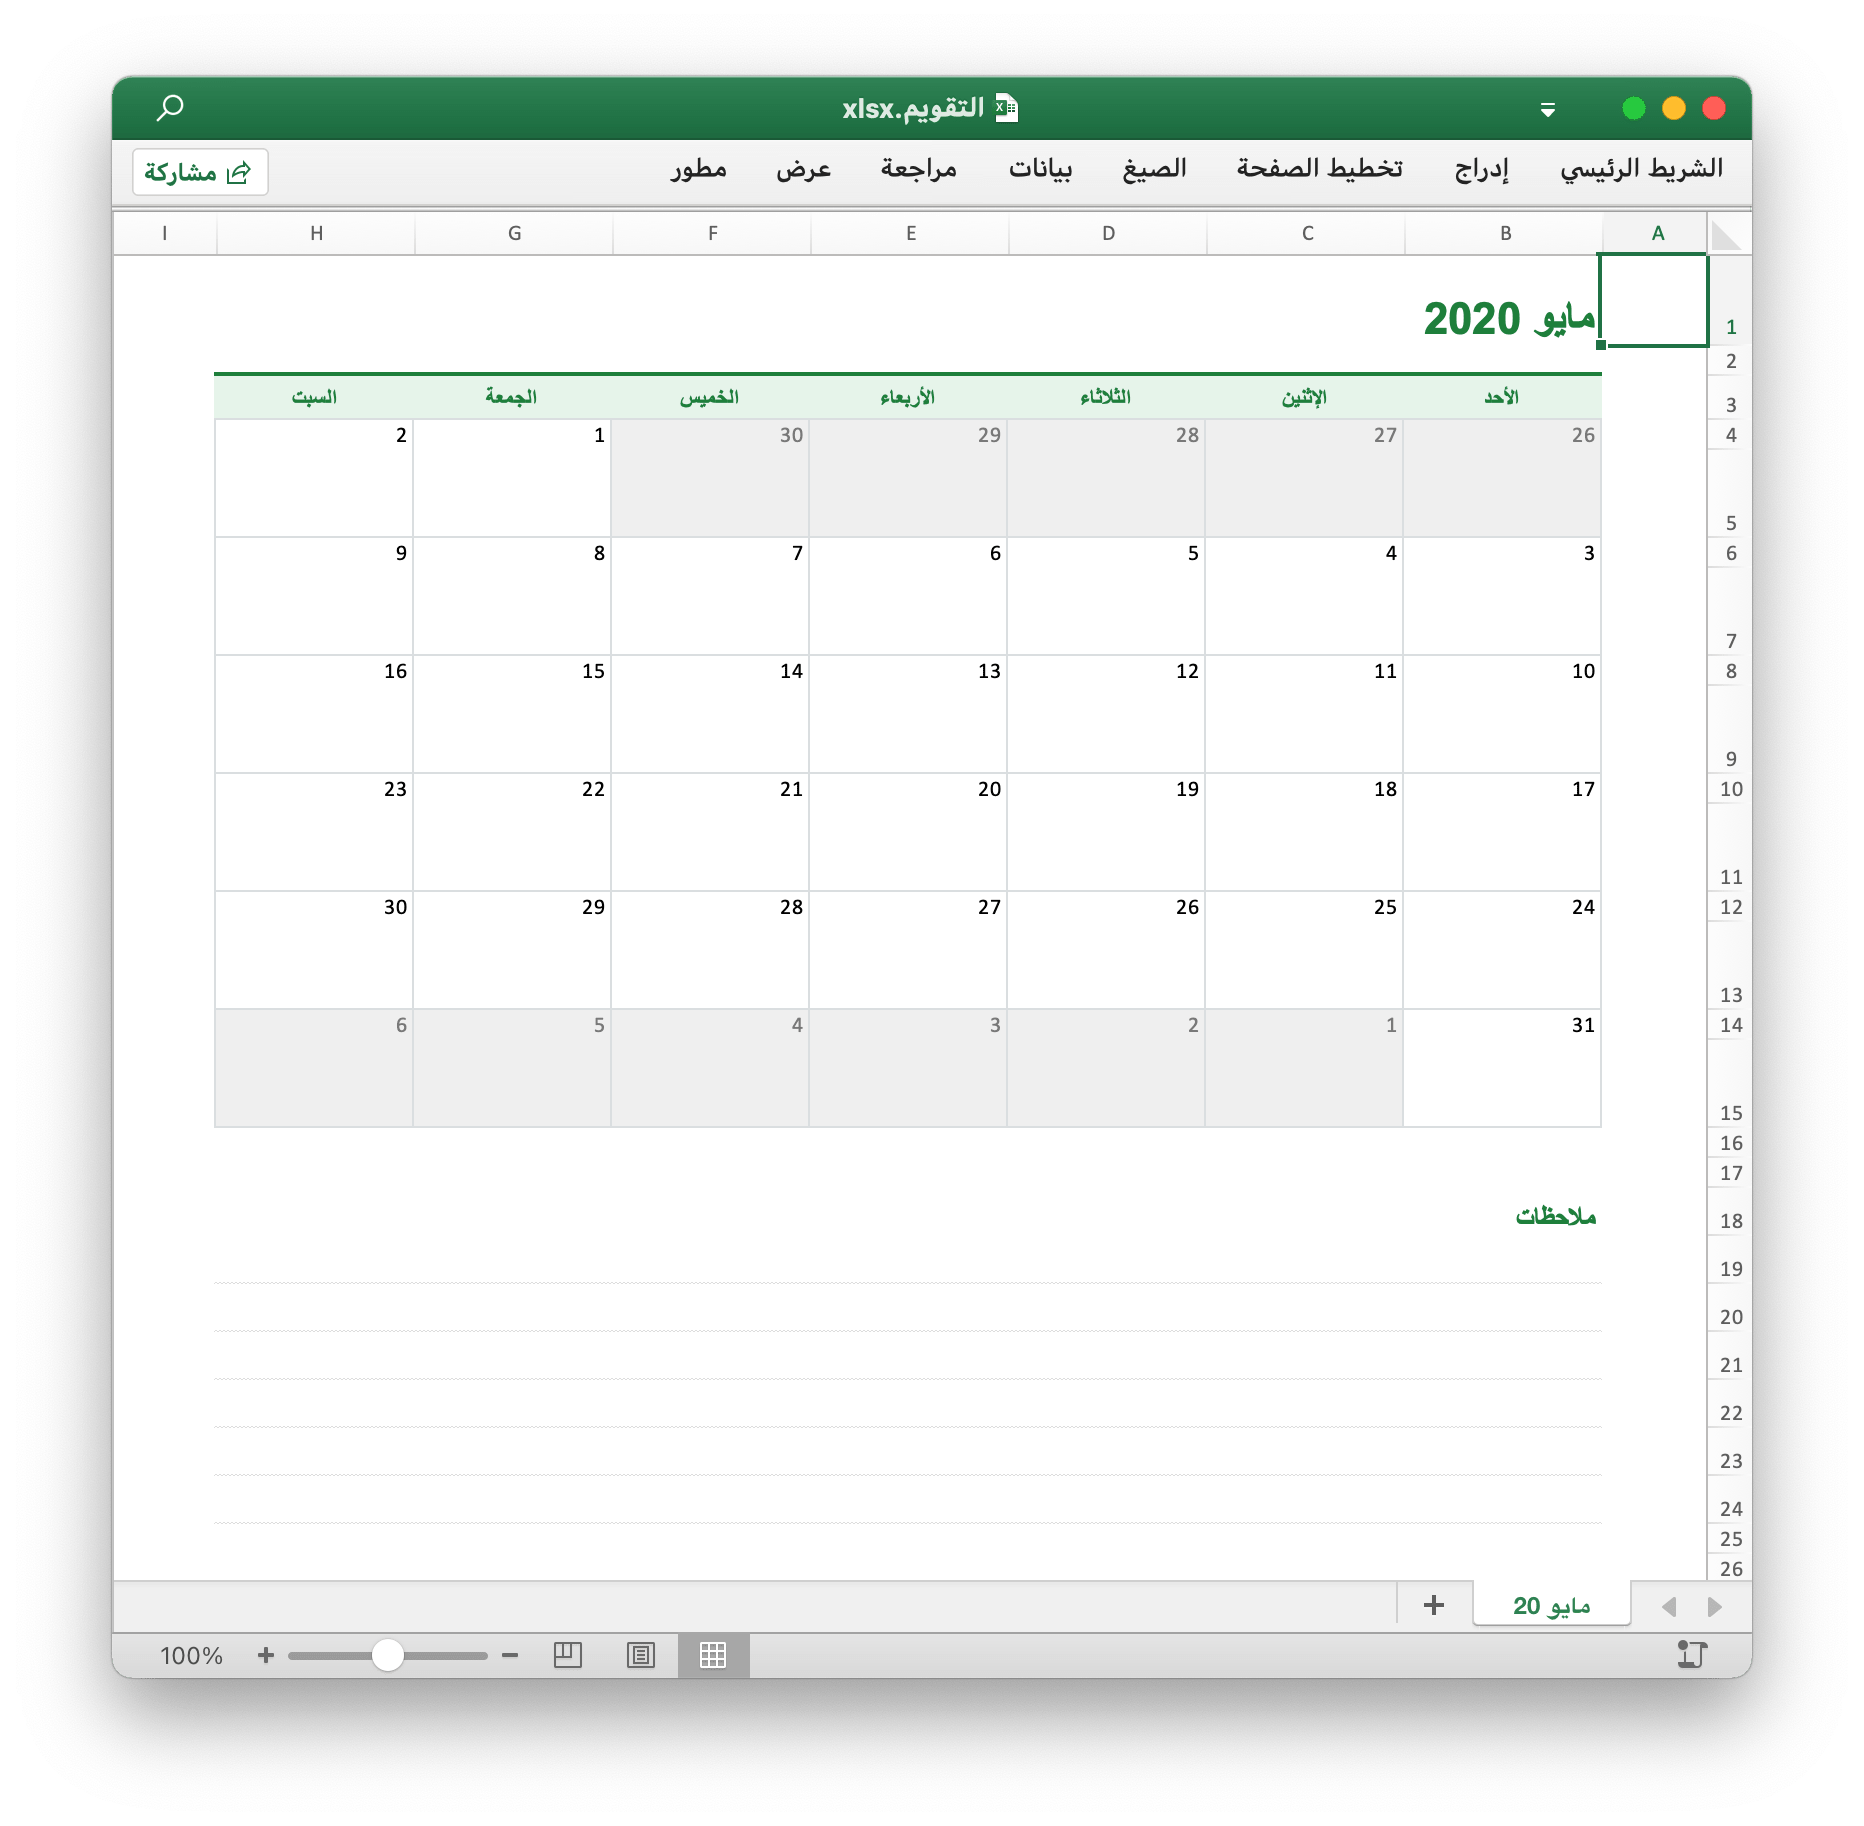 التقويم.xlsx
الشريط الرئيسي إدراج تخطيط الصفحة الصيغ بيانات مراجعة عرض مطور مشاركة
A B C D E F G H I
1 مايو 2020
2
3 الأحد الإثنين الثلاثاء الأربعاء الخميس الجمعة السبت
4 26 27 28 29 30 1 2
5
6 3 4 5 6 7 8 9
7
8 10 11 12 13 14 15 16
9
10 17 18 19 20 21 22 23
11
12 24 25 26 27 28 29 30
13
14 31 1 2 3 4 5 6
15
16
17
18 ملاحظات
19
20
21
22
23
24
25
26
مايو 20 +
100%